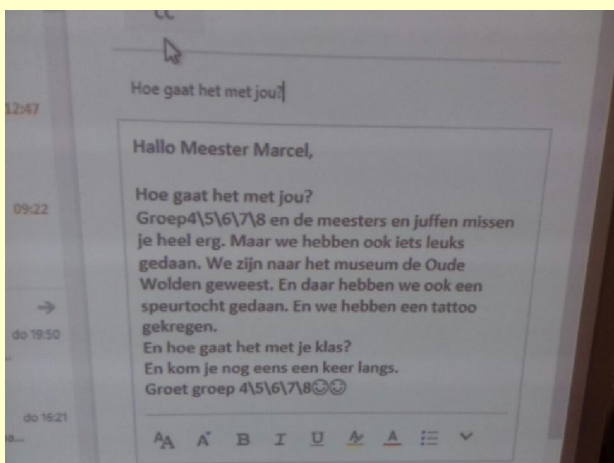 CC
Hoe gaat het met jou?
12:47
Hallo Meester Marcel,
Hoe gaat het met jou?
09:22
Groep4\5\6\7\8 en de meesters en juffen missen
je heel erg. Maar we hebben ook iets leuks
gedaan. We zijn naar het museum de Oude
Wolden geweest. En daar hebben we ook een
speurtocht gedaan. En we hebben een tattoo
do 19:50
gekregen.
En hoe gaat het met je klas?
En kom je nog eens een keer langs.
Groet groep 4\5\6\7\8☺☺
do 16:21
AA A B I U A